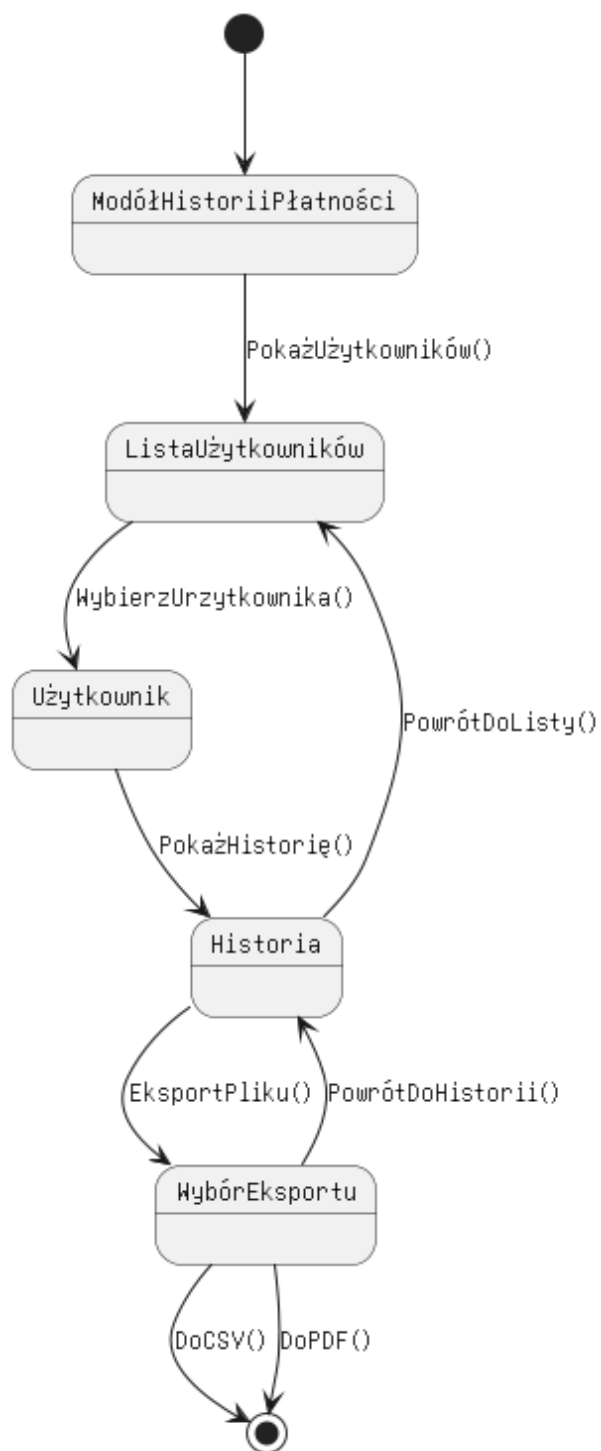 ModółHistoriiPłatności
PokażUżytkowników()
ListaUżytkowników
WybierzUrzytkownika()
Użytkownik
PowrótDoListy()
PokażHistorię()
Historia
EksportPliku()
PowrótDoHistorii()
WybórEksportu
DoCSV()
DoPDF()